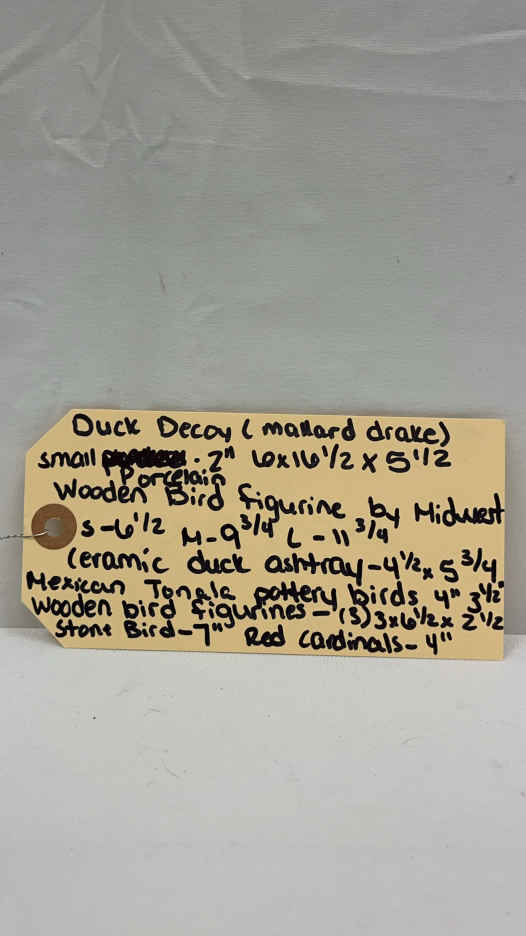 Duck Decoy (mallard drake)
small Porcelain - 2" 6x16 1/2 x 5 1/2
Wooden Bird figurine by Midwest
S-6 1/2 M-9 3/4 L-11 3/4
Ceramic duck ashtray-4 1/2 x 5 3/4
Mexican Tonala pottery birds 4" 3 1/2"
Wooden bird figurines - (3) 3x6 1/2 x 2 1/2
Stone Bird-7" Red cardinals-4"